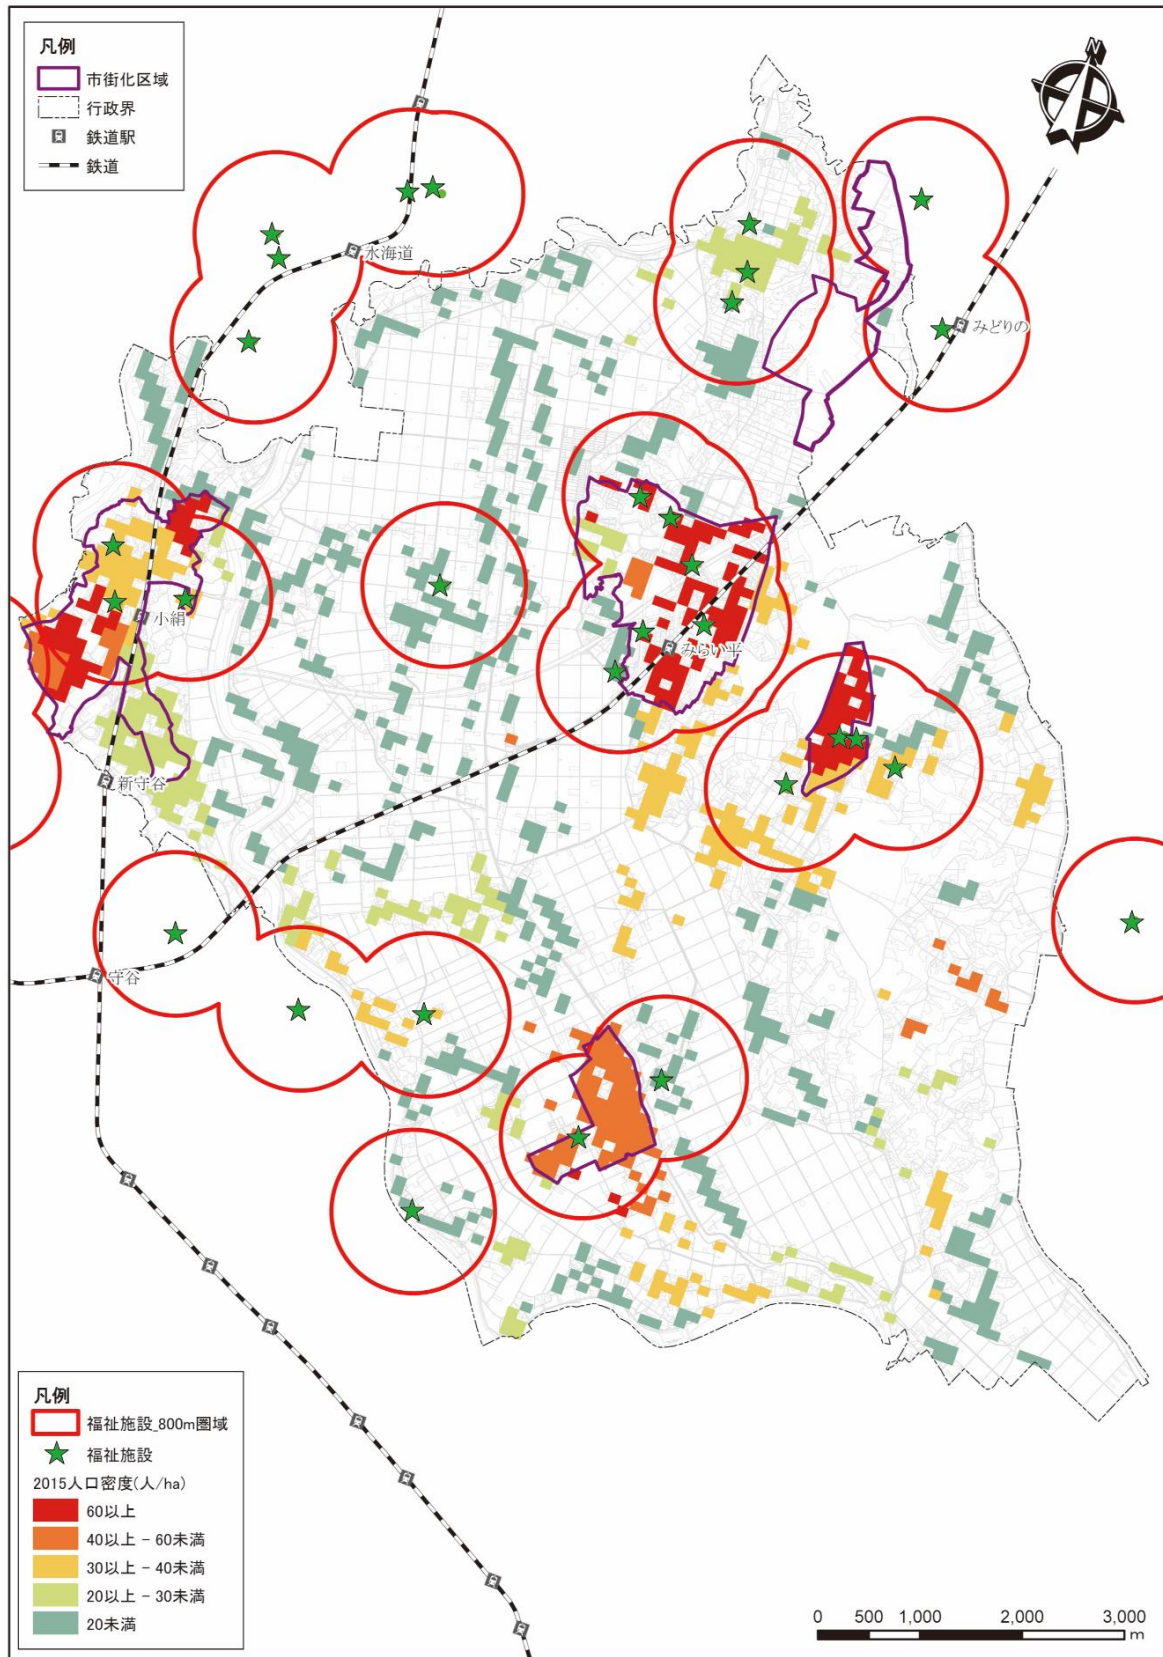 凡例
市街化区域
行政界
鉄道駅
鉄道
N
水海道
みどりの
小絹
みらい平
新守谷
守谷
凡例
福祉施設_800m圏域
福祉施設
2015人口密度(人/ha)
60以上
40以上 - 60未満
30以上 - 40未満
20以上 - 30未満
20未満
0 500 1,000 2,000 3,000
m